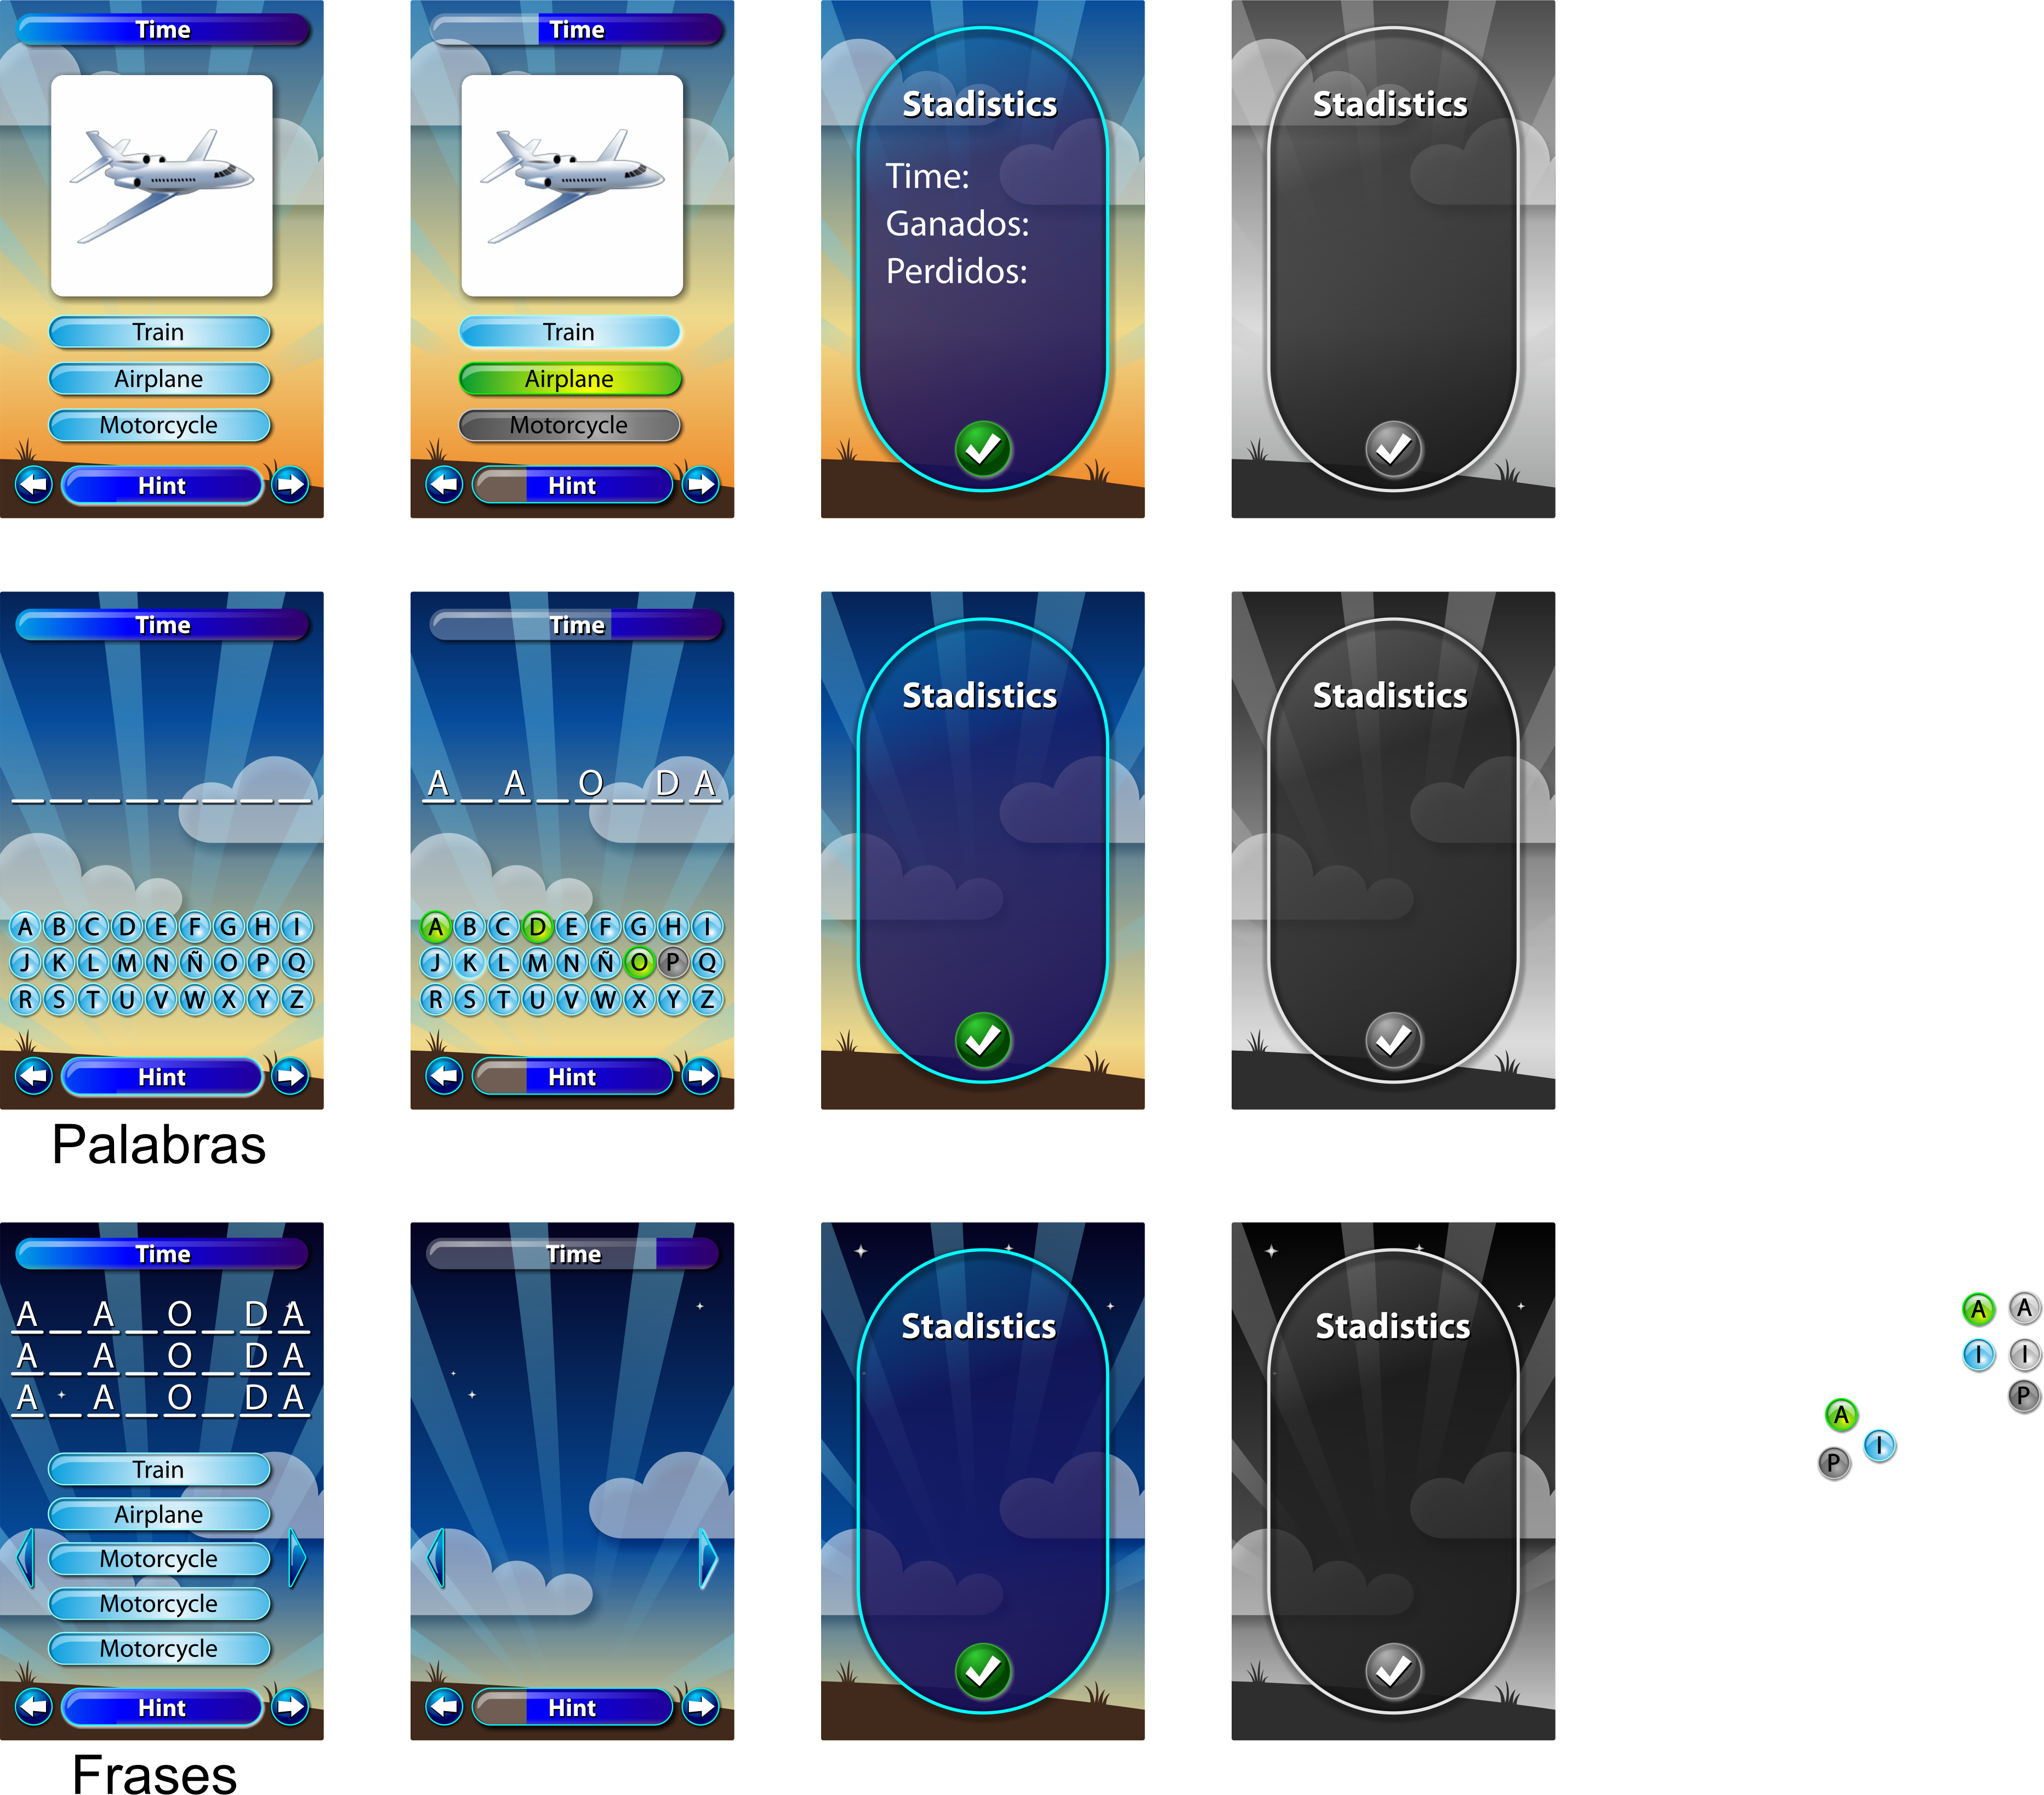 Time
Train
Airplane
Motorcycle
Hint
Time
Train
Airplane
Motorcycle
Hint
Stadistics
Time:
Ganados:
Perdidos:
Stadistics
Time
A B C D E F G H I
J K L M N Ñ O P Q
R S T U V W X Y Z
Hint
Palabras
Time
A _ A _ O _ D A
A B C D E F G H I
J K L M N Ñ O P Q
R S T U V W X Y Z
Hint
Stadistics
Stadistics
Time
A _ A _ O _ D A
A _ A _ O _ D A
A _ A _ O _ D A
Train
Airplane
Motorcycle
Motorcycle
Motorcycle
Hint
Frases
Time
Hint
Stadistics
Stadistics
A A
I I
P
A
I
P